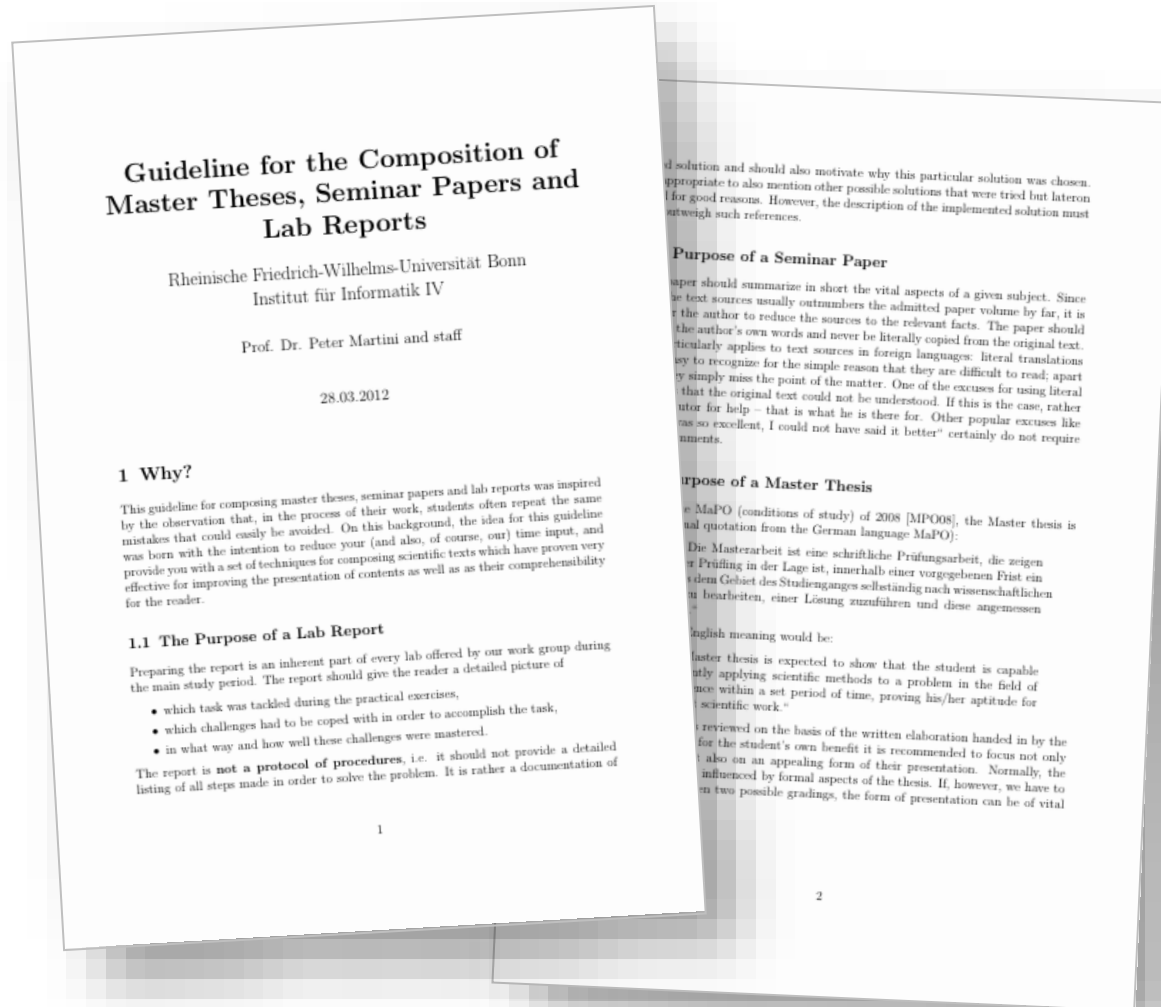 Guideline for the Composition of
Master Theses, Seminar Papers and
Lab Reports
Rheinische Friedrich-Wilhelms-Universität Bonn
Institut für Informatik IV
Prof. Dr. Peter Martini and staff
28.03.2012
1 Why?
This guideline for composing master theses, seminar papers and lab reports was inspired
by the observation that, in the process of their work, students often repeat the same
mistakes that could easily be avoided. On this background, the idea for this guideline
was born with the intention to reduce your (and also, of course, our) time input, and
provide you with a set of techniques for composing scientific texts which have proven very
effective for improving the presentation of contents as well as as their comprehensibility
for the reader.
1.1 The Purpose of a Lab Report
Preparing the report is an inherent part of every lab offered by our work group during
the main study period. The report should give the reader a detailed picture of
• which task was tackled during the practical exercises,
• which challenges had to be coped with in order to accomplish the task,
• in what way and how well these challenges were mastered.
The report is not a protocol of procedures, i.e. it should not provide a detailed
listing of all steps made in order to solve the problem. It is rather a documentation of
1
solution and should also motivate why this particular solution was chosen.
to also mention other possible solutions that were tried but lateron
for good reasons. However, the description of the implemented solution must
such references.
Purpose of a Seminar Paper
should summarize in short the vital aspects of a given subject. Since
text sources usually outnumbers the admitted paper volume by far, it is
the author to reduce the sources to the relevant facts. The paper should
the author's own words and never be literally copied from the original text.
applies to text sources in foreign languages: literal translations
to recognize for the simple reason that they are difficult to read; apart
simply miss the point of the matter. One of the excuses for using literal
that the original text could not be understood. If this is the case, rather
for help – that is what he is there for. Other popular excuses like
so excellent, I could not have said it better“ certainly do not require
of a Master Thesis
MaPO (conditions of study) of 2008 [MPO08], the Master thesis is
quotation from the German language MaPO):
Die Masterarbeit ist eine schriftliche Prüfungsarbeit, die zeigen
Prüfling in der Lage ist, innerhalb einer vorgegebenen Frist ein
dem Gebiet des Studienganges selbständig nach wissenschaftlichen
bearbeiten, einer Lösung zuzuführen und diese angemessen
“
English meaning would be:
thesis is expected to show that the student is capable
applying scientific methods to a problem in the field of
within a set period of time, proving his/her aptitude for
scientific work.“
reviewed on the basis of the written elaboration handed in by the
for the student's own benefit it is recommended to focus not only
also on an appealing form of their presentation. Normally, the
influenced by formal aspects of the thesis. If, however, we have to
two possible gradings, the form of presentation can be of vital
2